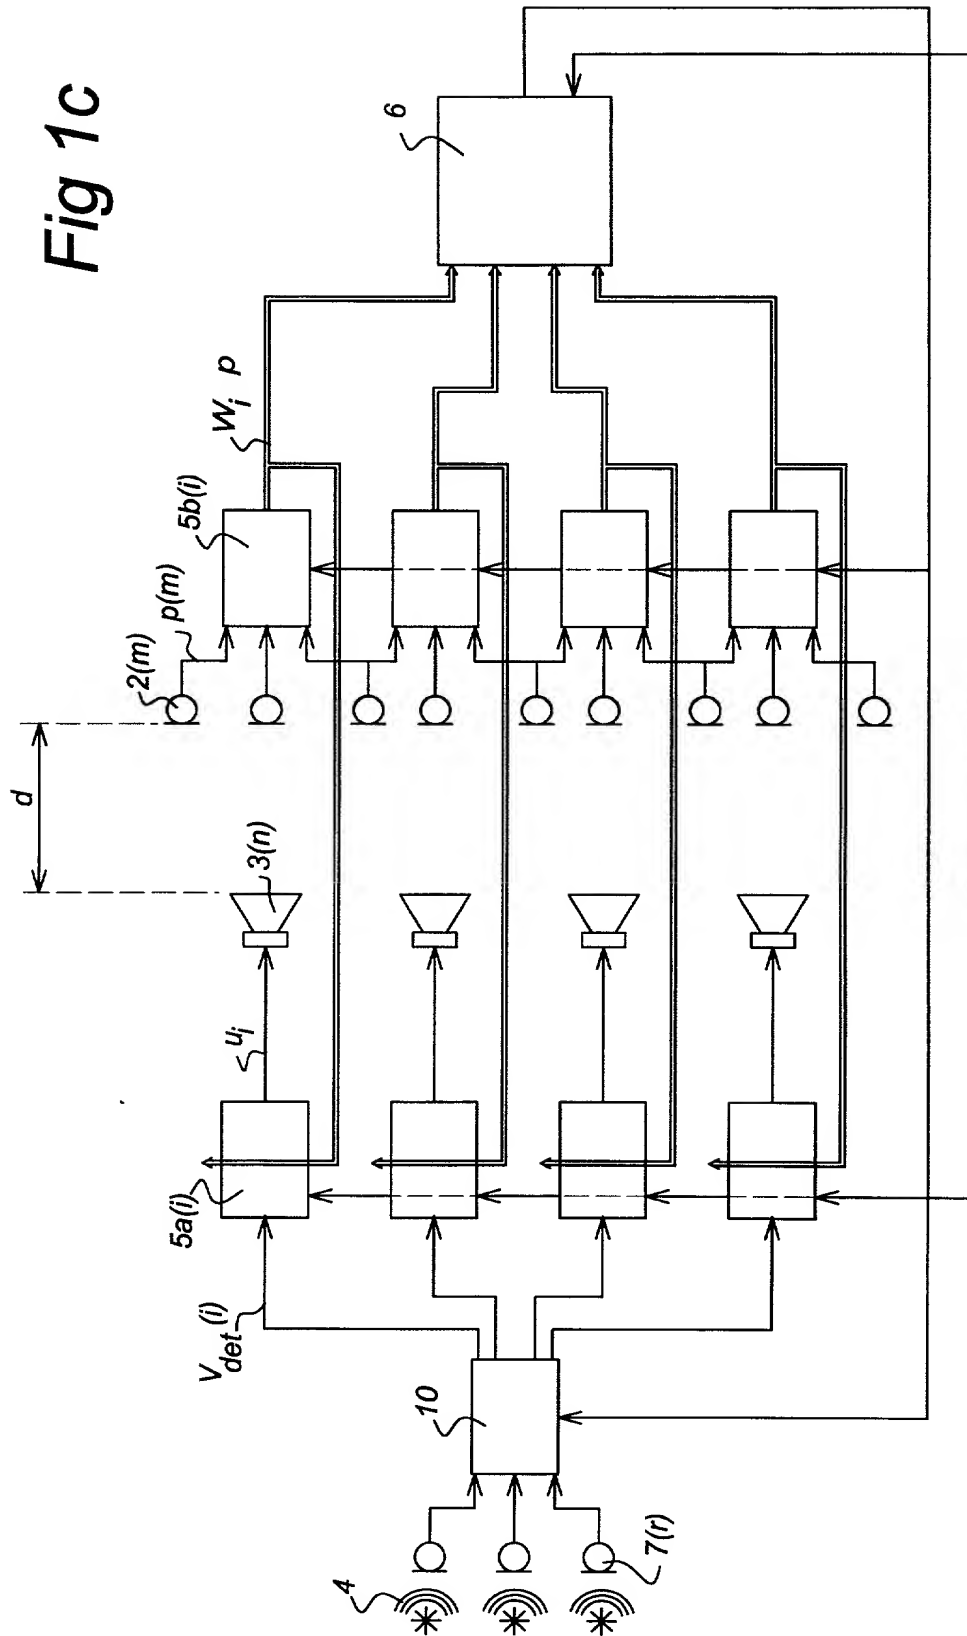 Fig 1c
4
7(r)
10
V_det(i)
5a(i)
u_i
3(n)
d
2(m)
p(m)
5b(i)
W_i p
6